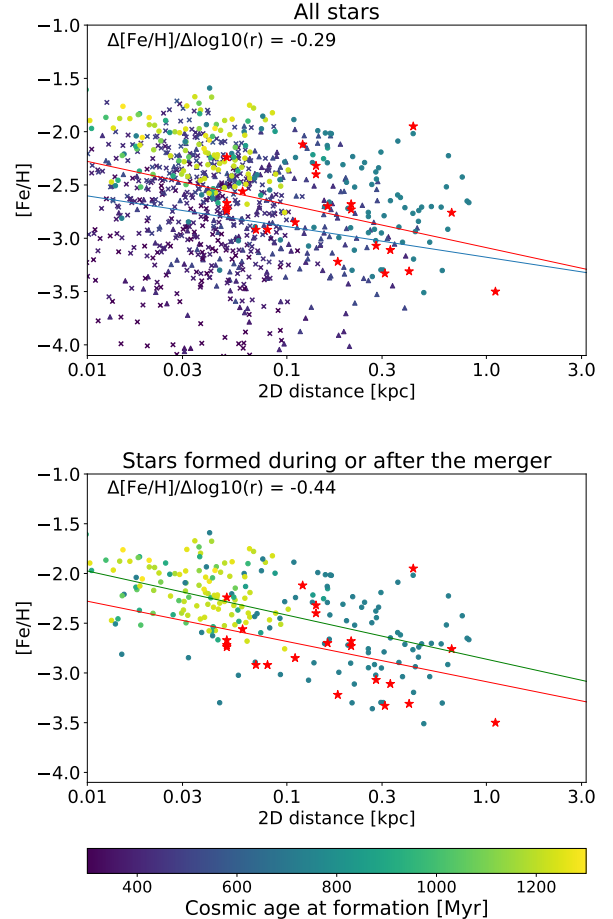 All stars
Δ[Fe/H]/Δlog10(r) = -0.29
−1.0
−1.5
−2.0
−2.5
−3.0
−3.5
−4.0
[Fe/H]
0.01 0.03 0.1 0.3 1.0 3.0
2D distance [kpc]
Stars formed during or after the merger
Δ[Fe/H]/Δlog10(r) = -0.44
−1.0
−1.5
−2.0
−2.5
−3.0
−3.5
−4.0
[Fe/H]
0.01 0.03 0.1 0.3 1.0 3.0
2D distance [kpc]
400 600 800 1000 1200
Cosmic age at formation [Myr]